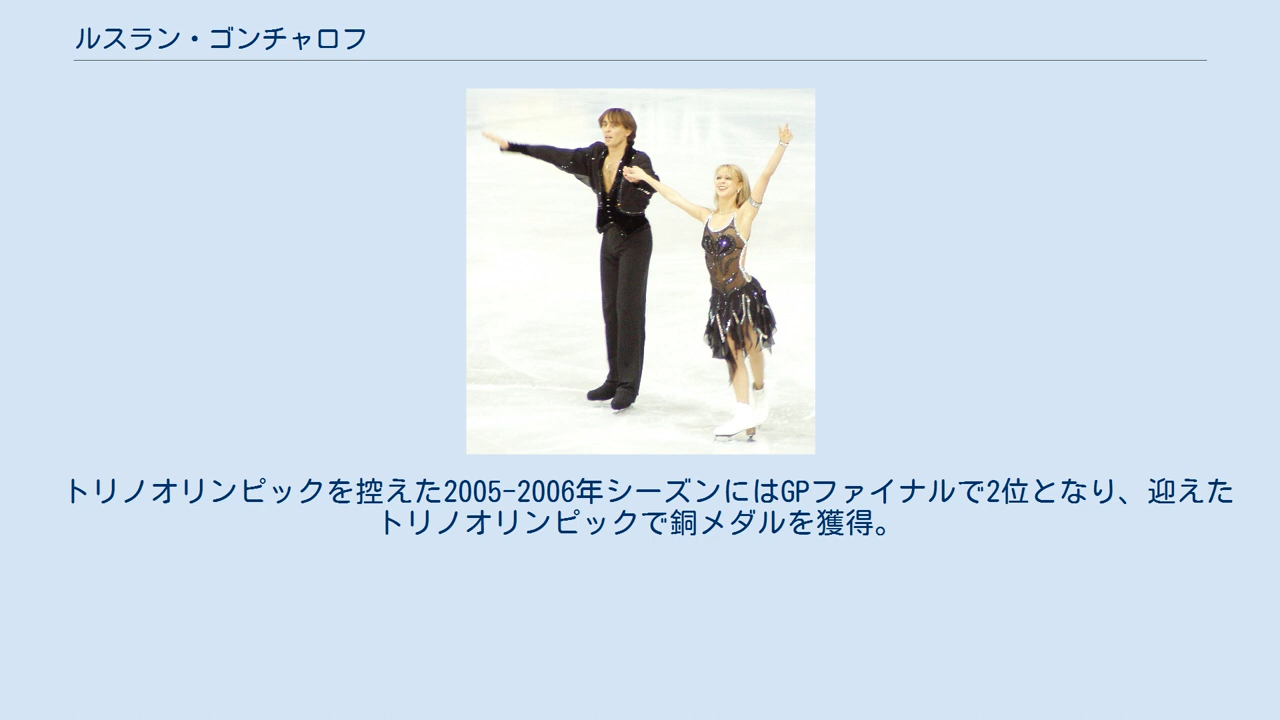 ルスラン・ゴンチャロフ
トリノオリンピックを控えた2005-2006年シーズンにはGPファイナルで2位となり、迎えた
トリノオリンピックで銅メダルを獲得。